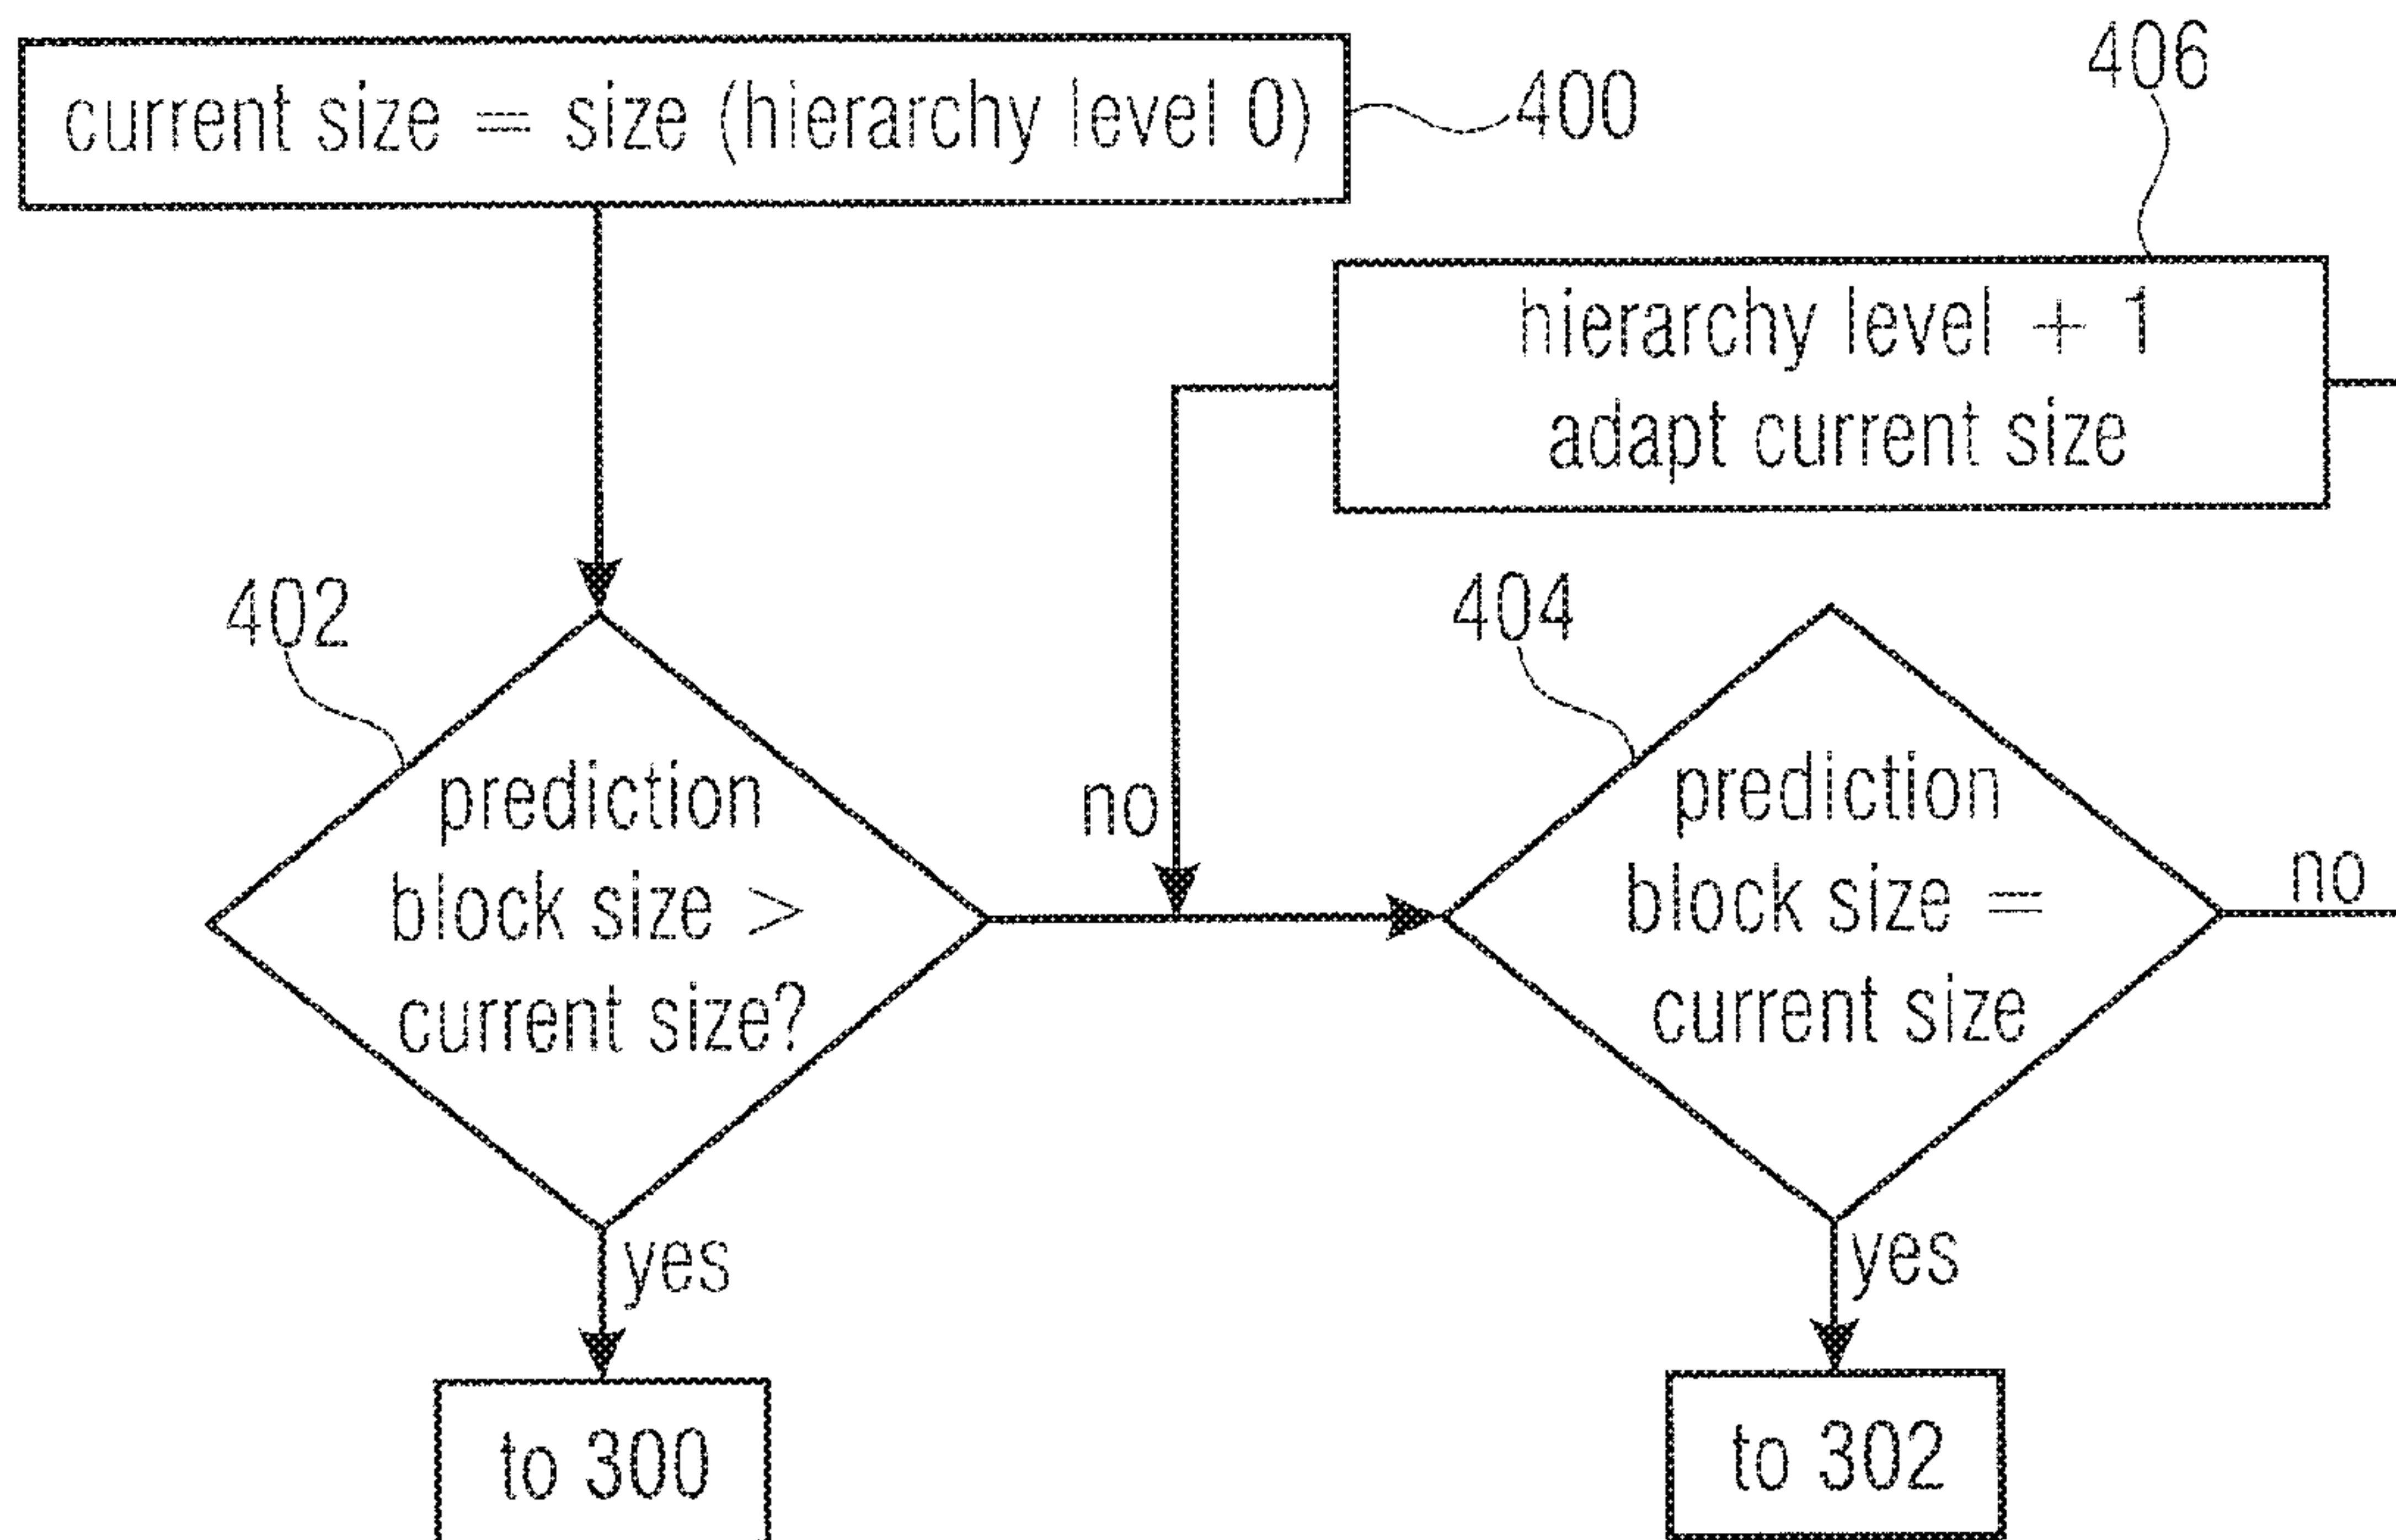 current size = size (hierarchy level 0)
400
406
hierarchy level + 1
adapt current size
402
prediction
block size >
current size?
no
404
prediction
block size =
current size
no
yes
to 300
yes
to 302